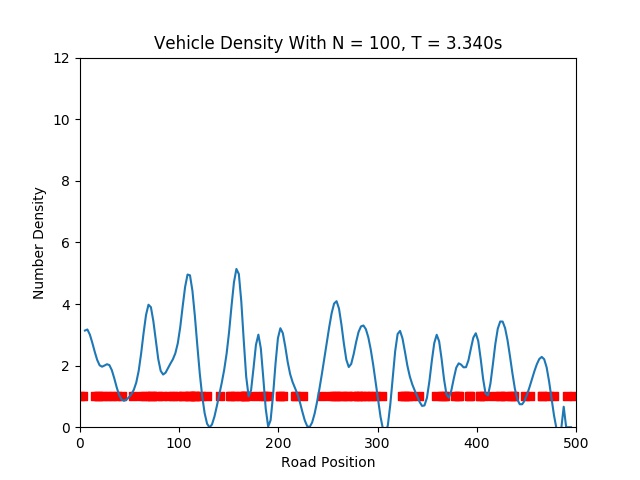 Vehicle Density With N = 100, T = 3.340s
12
10
8
6
4
2
0
Number Density
0 100 200 300 400 500
Road Position